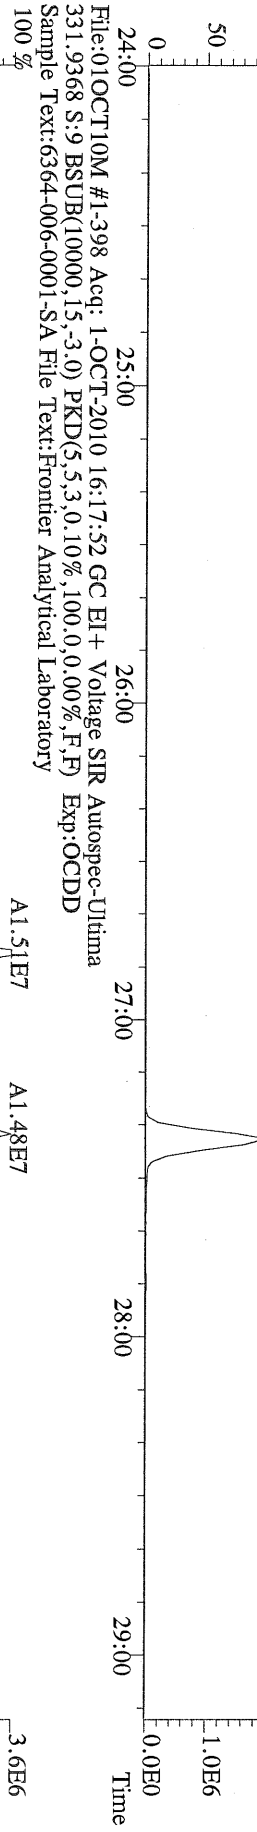 50
1.0E6
0
0.0E0
24:00 25:00 26:00 27:00 28:00 29:00 Time
File:01OCT10M #1-398 Acq: 1-OCT-2010 16:17:52 GC EI+ Voltage SIR Autospec-Ultima
331.9368 S:9 BSUB(10000,15,-3.0) PKD(5,5,3,0.10%,100.0,0.00%,F,F) Exp:OCDD
Sample Text:6364-006-0001-SA File Text:Frontier Analytical Laboratory
100 % A1.51E7 A1.48E7 3.6E6